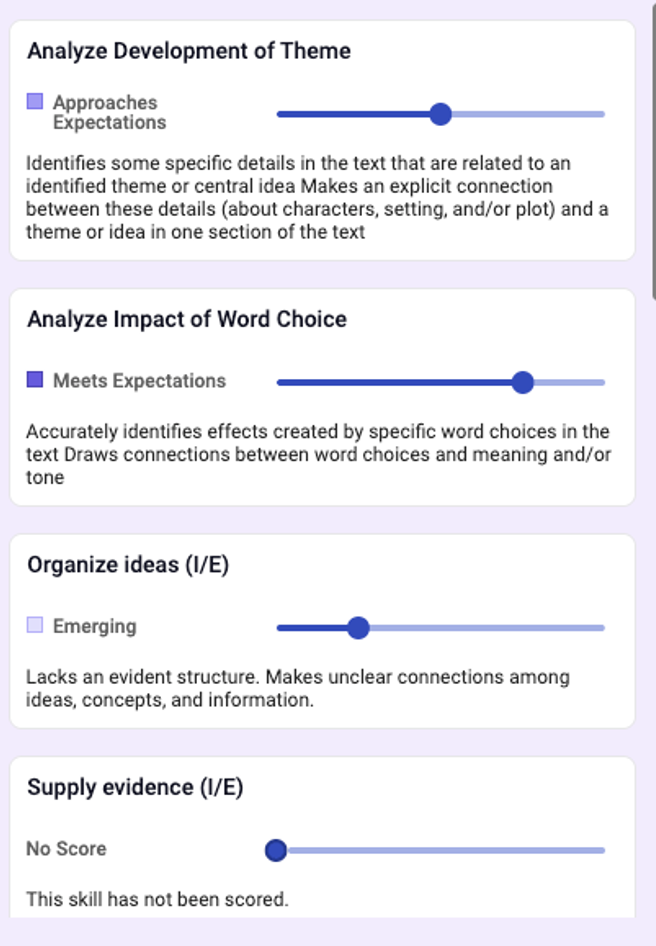 Analyze Development of Theme
Approaches
Expectations
Identifies some specific details in the text that are related to an
identified theme or central idea Makes an explicit connection
between these details (about characters, setting, and/or plot) and a
theme or idea in one section of the text
Analyze Impact of Word Choice
Meets Expectations
Accurately identifies effects created by specific word choices in the
text Draws connections between word choices and meaning and/or
tone
Organize ideas (I/E)
Emerging
Lacks an evident structure. Makes unclear connections among
ideas, concepts, and information.
Supply evidence (I/E)
No Score
This skill has not been scored.